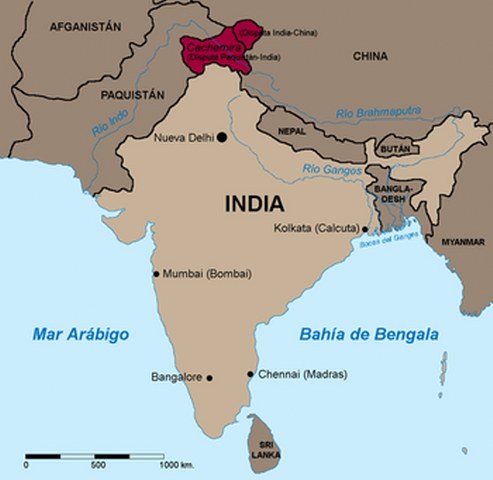 AFGANISTÁN
(Disputa India-China)
Cachemira
(Disputa Paquistán-India)
CHINA
PAQUISTÁN
Río Indo
Río Brahmaputra
NEPAL
Nueva Delhi
BUTÁN
Río Ganges
BANGLA-
DESH
INDIA
Kolkata (Calcuta)
Bocas del Ganges
MYANMAR
Mumbai (Bombai)
Mar Arábigo
Bahía de Bengala
Bangalore
Chennai (Madras)
SRI
LANKA
0
500
1000 km.